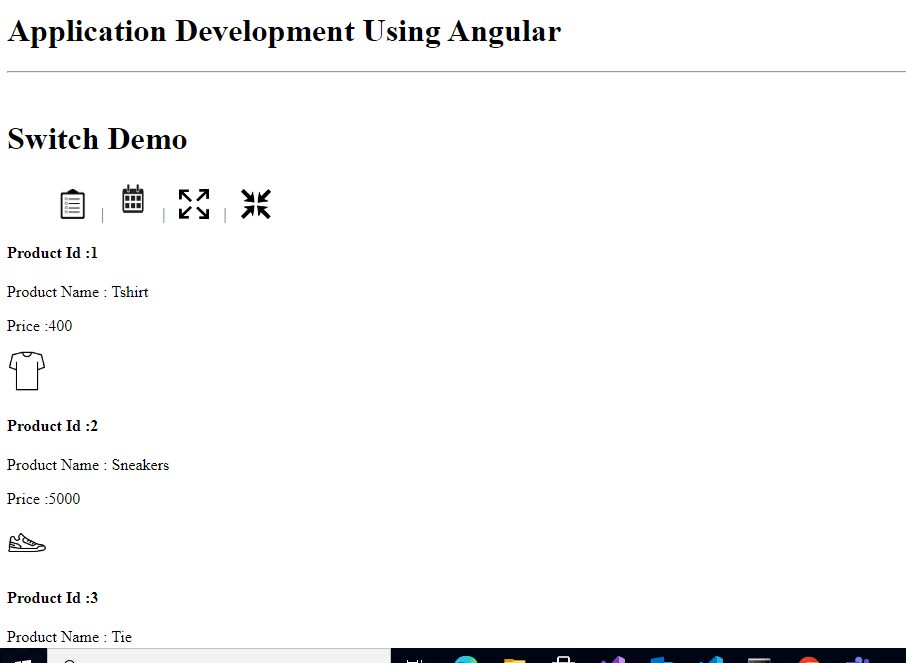 Application Development Using Angular
Switch Demo
| | |
Product Id :1
Product Name : Tshirt
Price :400
Product Id :2
Product Name : Sneakers
Price :5000
Product Id :3
Product Name : Tie